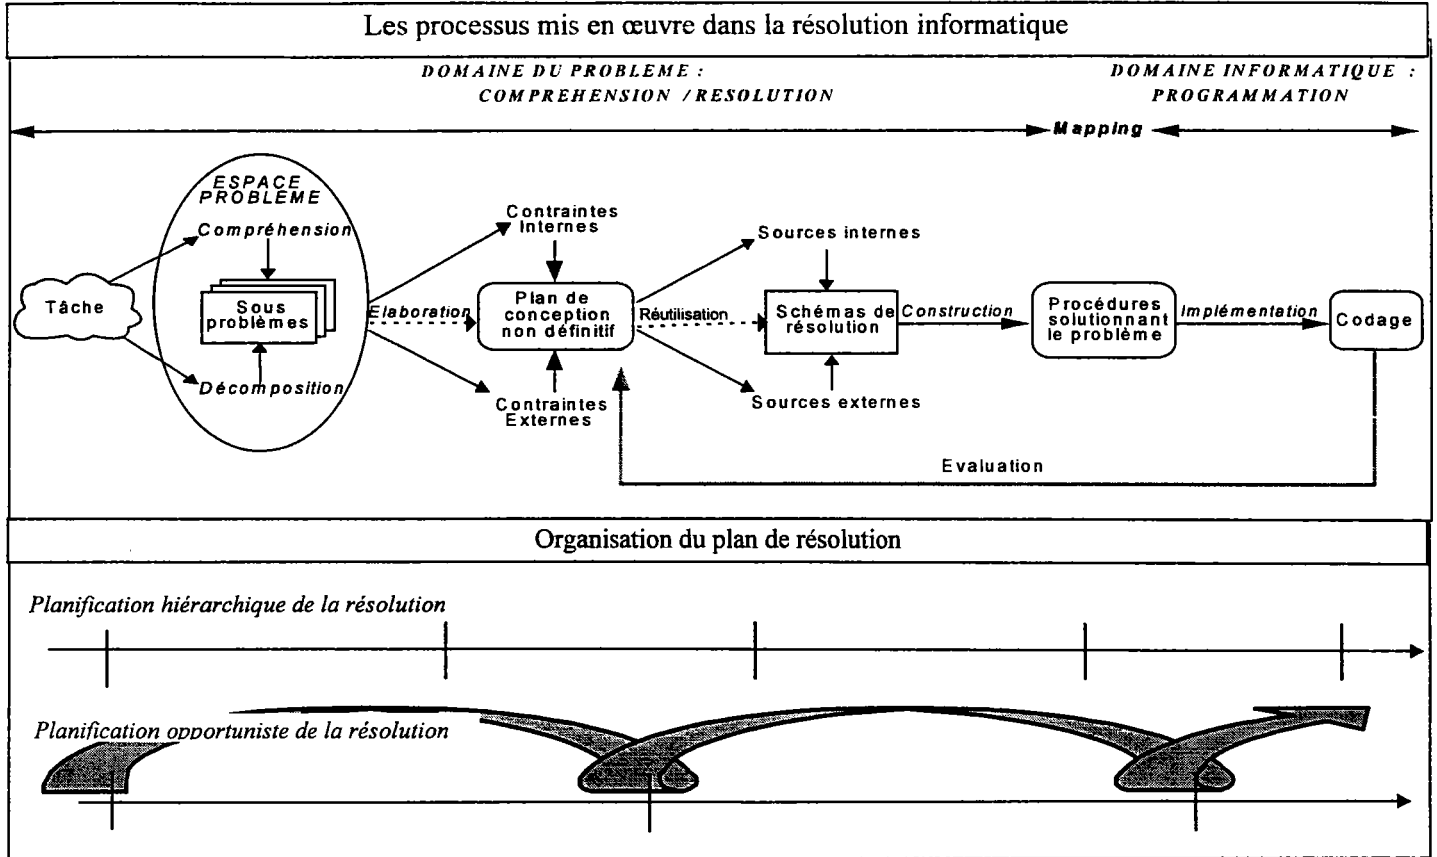 Les processus mis en œuvre dans la résolution informatique
DOMAINE DU PROBLEME :
COMPREHENSION / RESOLUTION
DOMAINE INFORMATIQUE :
PROGRAMMATION
Mapping
ESPACE
PROBLÈME
Compréhension
Tâche
Sous
problèmes
Décomposition
Elaboration
Contraintes
Internes
Plan de
conception
non définitif
Contraintes
Externes
Réutilisation
Sources internes
Schémas de
résolution
Sources externes
Construction
Procédures
solutionnant
le problème
Implémentation
Codage
Evaluation
Organisation du plan de résolution
Planification hiérarchique de la résolution
Planification opportuniste de la résolution